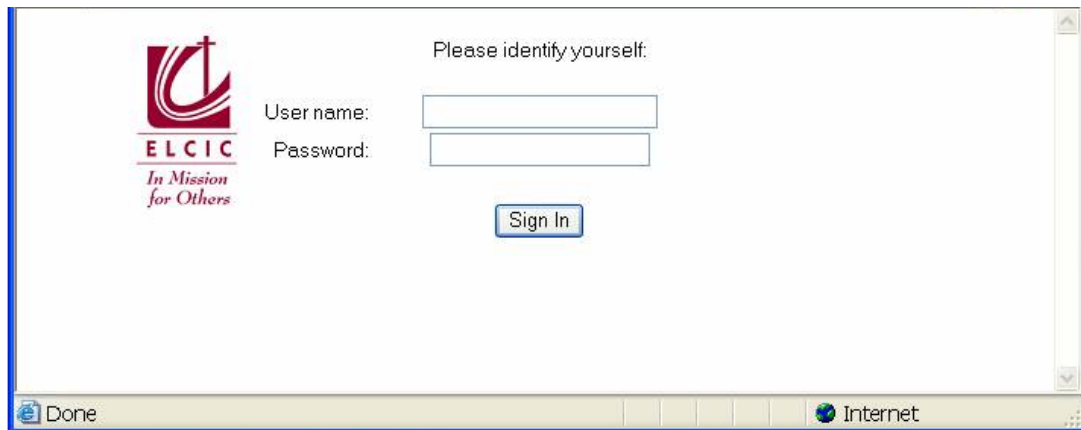 Please identify yourself:
User name:
ELCIC
Password:
In Mission
for Others
Sign In
Done
Internet